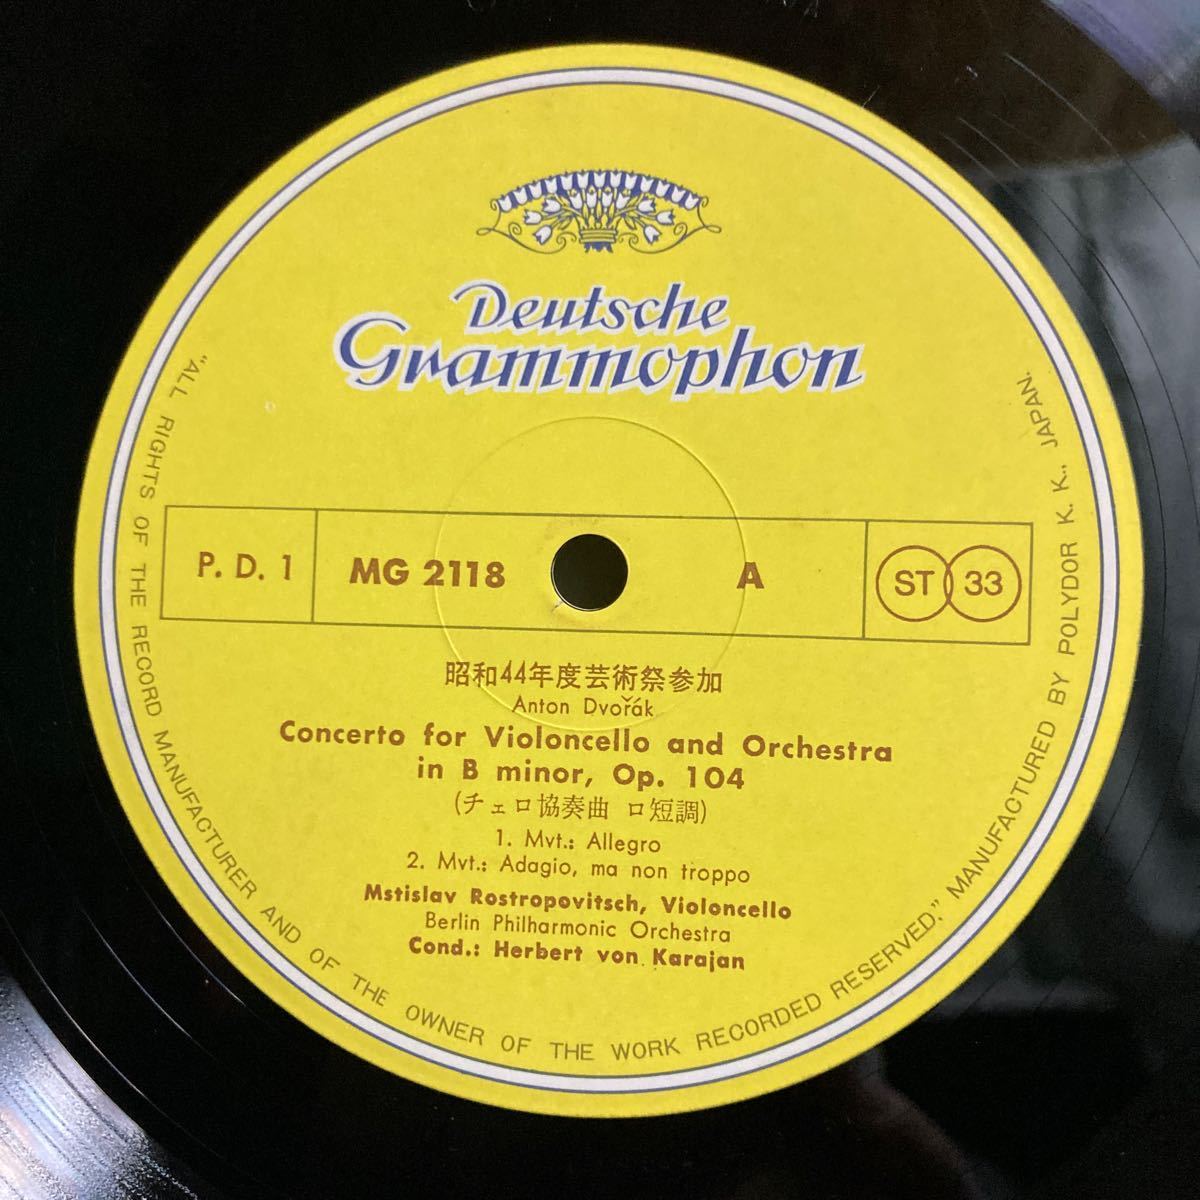 Deutsche
Grammophon
P. D. 1 MG 2118 A ST 33
昭和44年度芸術祭参加
Anton Dvořák
Concerto for Violoncello and Orchestra
in B minor, Op. 104
(チェロ協奏曲 ロ短調)
1. Mvt.: Allegro
2. Mvt.: Adagio, ma non troppo
Mstislav Rostropovitsch, Violoncello
Berlin Philharmonic Orchestra
Cond.: Herbert von Karajan
"ALL RIGHTS OF THE RECORD MANUFACTURER AND OF THE OWNER OF THE WORK RECORDED RESERVED." MANUFACTURED BY POLYDOR K. K., JAPAN.